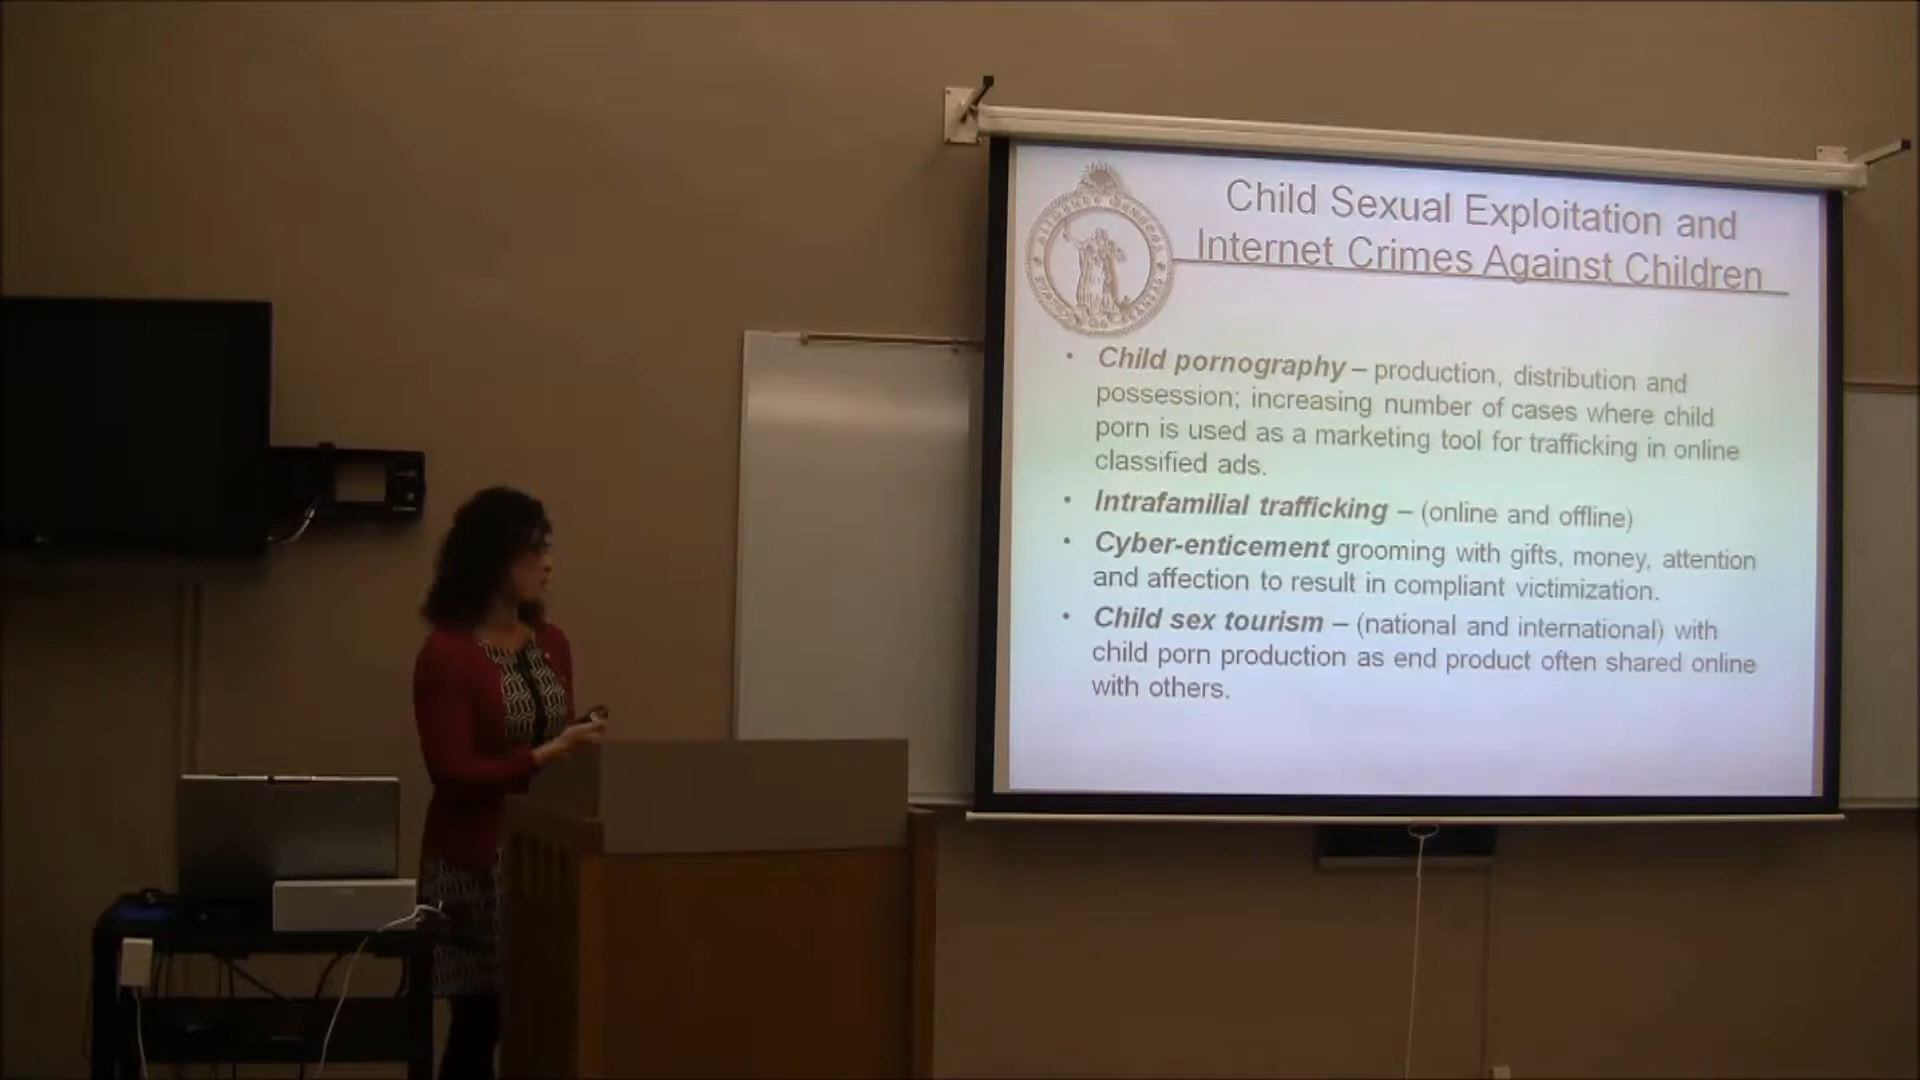 Child Sexual Exploitation and
Internet Crimes Against Children
• Child pornography – production, distribution and
possession; increasing number of cases where child
porn is used as a marketing tool for trafficking in online
classified ads.
• Intrafamilial trafficking – (online and offline)
• Cyber-enticement grooming with gifts, money, attention
and affection to result in compliant victimization.
• Child sex tourism – (national and international) with
child porn production as end product often shared online
with others.